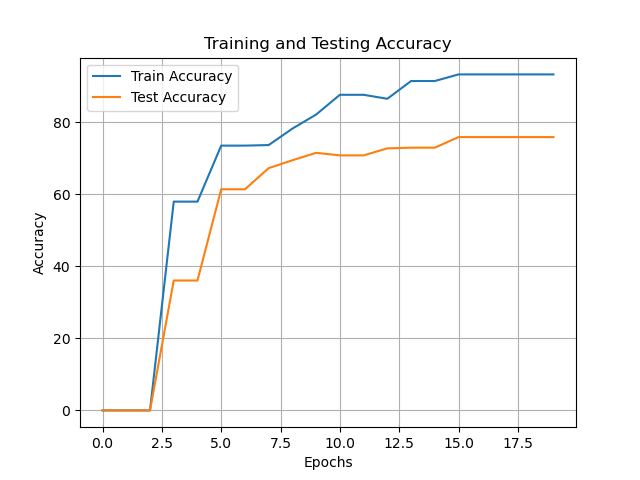 Training and Testing Accuracy
Train Accuracy
Test Accuracy
80
60
40
20
0
Accuracy
0.0 2.5 5.0 7.5 10.0 12.5 15.0 17.5
Epochs